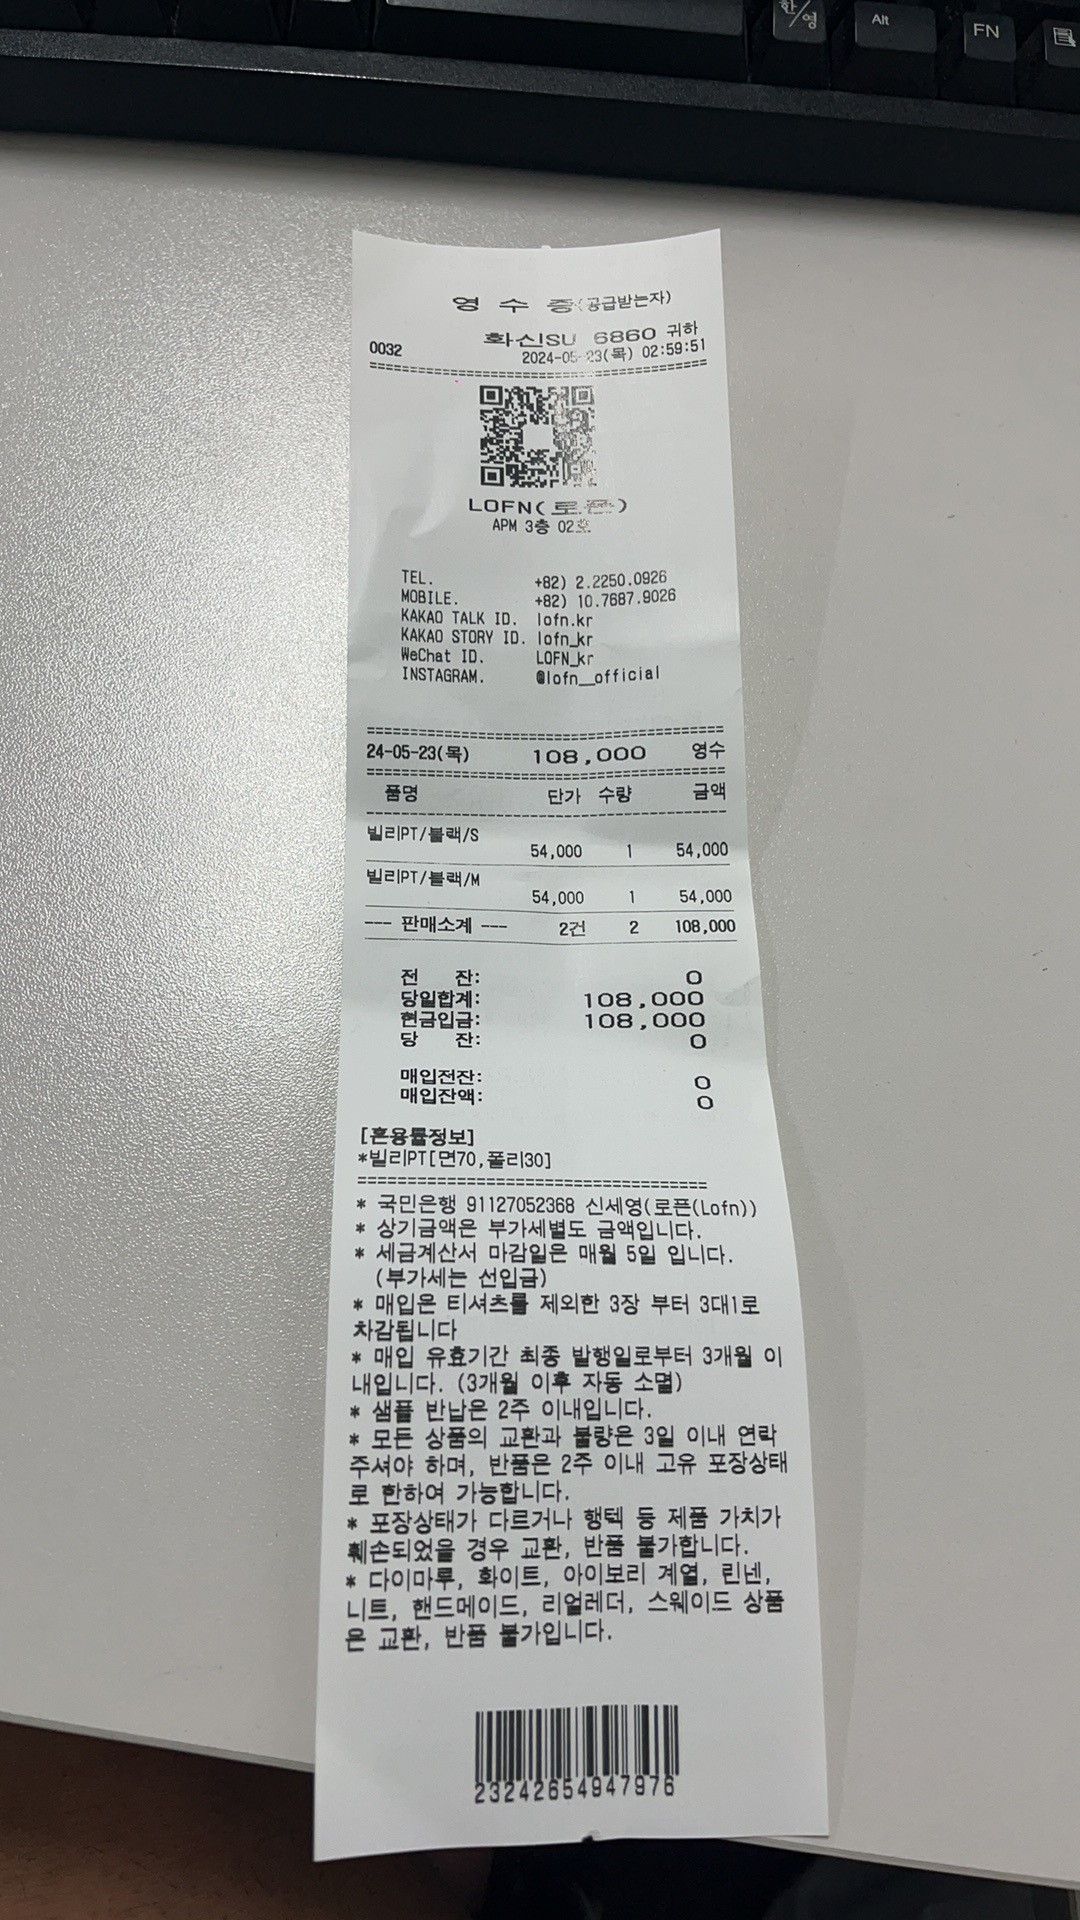 한/영
Alt
FN
영 수 증(공급받는자)
화신SU 6860 귀하
0032 2024-05-23(목) 02:59:51
LOFN(로픈)
APM 3층 02호
TEL. +82) 2.2250.0926
MOBILE. +82) 10.7687.9026
KAKAO TALK ID. lofn.kr
KAKAO STORY ID. lofn_kr
WeChat ID. LOFN_kr
INSTAGRAM. @lofn__official
24-05-23(목) 108,000 영수
품명 단가 수량 금액
빌리PT/블랙/S
54,000 1 54,000
빌리PT/블랙/M
54,000 1 54,000
--- 판매소계 --- 2건 2 108,000
전 잔: 0
당일합계: 108,000
현금입금: 108,000
당 잔: 0
매입전잔: 0
매입잔액: 0
[혼용률정보]
*빌리PT[면70,폴리30]
* 국민은행 91127052368 신세영(로픈(Lofn))
* 상기금액은 부가세별도 금액입니다.
* 세금계산서 마감일은 매월 5일 입니다.
(부가세는 선입금)
* 매입은 티셔츠를 제외한 3장 부터 3대1로
차감됩니다
* 매입 유효기간 최종 발행일로부터 3개월 이
내입니다. (3개월 이후 자동 소멸)
* 샘플 반납은 2주 이내입니다.
* 모든 상품의 교환과 불량은 3일 이내 연락
주셔야 하며, 반품은 2주 이내 고유 포장상태
로 한하여 가능합니다.
* 포장상태가 다르거나 행텍 등 제품 가치가
훼손되었을 경우 교환, 반품 불가합니다.
* 다이마루, 화이트, 아이보리 계열, 린넨,
니트, 핸드메이드, 리얼레더, 스웨이드 상품
은 교환, 반품 불가입니다.
23242654947976